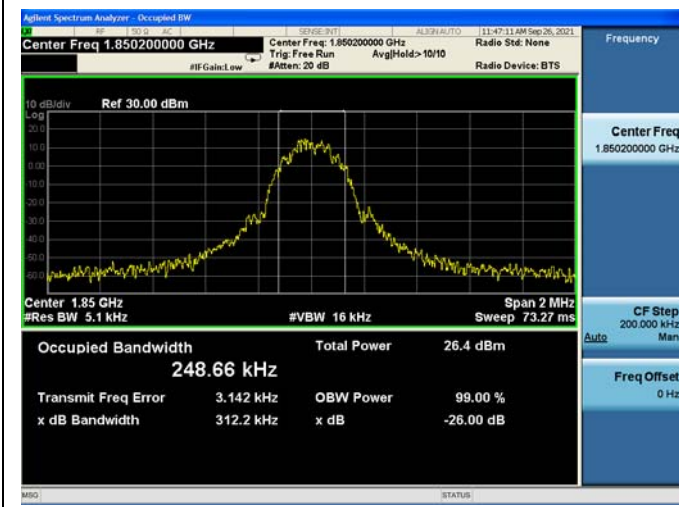 Agilent Spectrum Analyzer - Occupied BW
RF 50 Ω AC SENSE:INT ALIGN AUTO 11:47:11 AM Sep 26, 2021
Center Freq 1.850200000 GHz
Center Freq: 1.850200000 GHz Radio Std: None
Trig: Free Run Avg|Hold:>10/10
#IFGain:Low #Atten: 20 dB Radio Device: BTS
Frequency
10 dB/div Ref 30.00 dBm
Log
20.0
10.0
0.00
-10.0
-20.0
-30.0
-40.0
-50.0
-60.0
Center 1.85 GHz Span 2 MHz
#Res BW 5.1 kHz #VBW 16 kHz Sweep 73.27 ms
Occupied Bandwidth Total Power 26.4 dBm
248.66 kHz
Transmit Freq Error 3.142 kHz OBW Power 99.00 %
x dB Bandwidth 312.2 kHz x dB -26.00 dB
Center Freq
1.850200000 GHz
CF Step
200.000 kHz
Auto Man
Freq Offset
0 Hz
MSG STATUS